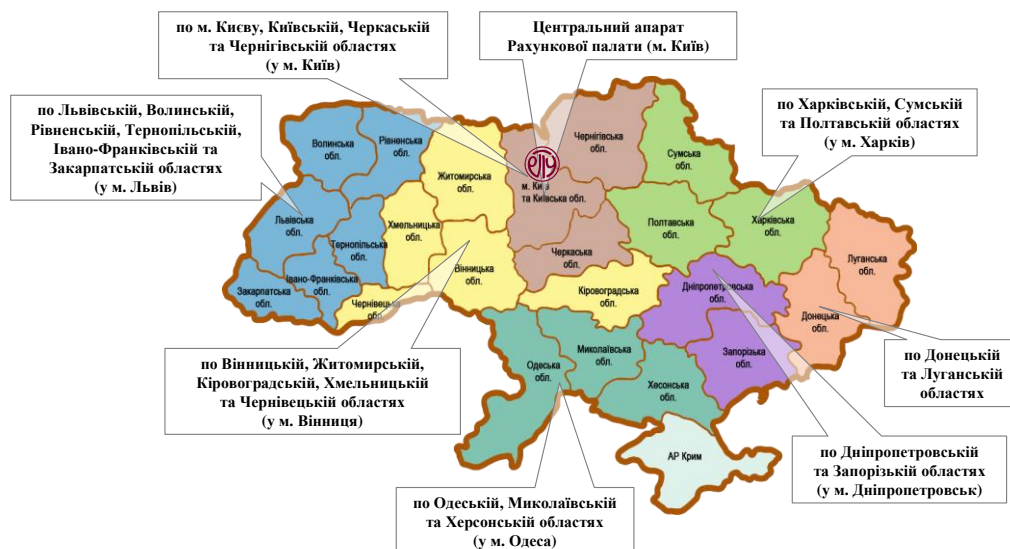 по м. Києву, Київській, Черкаській
та Чернігівській областях
(у м. Київ)
Центральний апарат
Рахункової палати (м. Київ)
по Львівській, Волинській,
Рівненській, Тернопільській,
Івано-Франківській та
Закарпатській областях
(у м. Львів)
по Харківській, Сумській
та Полтавській областях
(у м. Харків)
Волинська
обл.
Рівненська
обл.
Житомирська
обл.
Чернігівська
обл.
Сумська
обл.
м. Київ
та Київська обл.
Львівська
обл.
Тернопільська
обл.
Хмельницька
обл.
Вінницька
обл.
Черкаська
обл.
Полтавська
обл.
Харківська
обл.
Луганська
обл.
Закарпатська
обл.
Івано-Франківська
обл.
Чернівецька
обл.
Кіровоградська
обл.
Дніпропетровська
обл.
Донецька
обл.
Одеська
обл.
Миколаївська
обл.
Запорізька
обл.
Хесонська
обл.
АР Крим
по Вінницькій, Житомирській,
Кіровоградській, Хмельницькій
та Чернівецькій областях
(у м. Вінниця)
по Донецькій
та Луганській
областях
по Дніпропетровській
та Запорізькій областях
(у м. Дніпропетровськ)
по Одеській, Миколаївській
та Херсонській областях
(у м. Одеса)